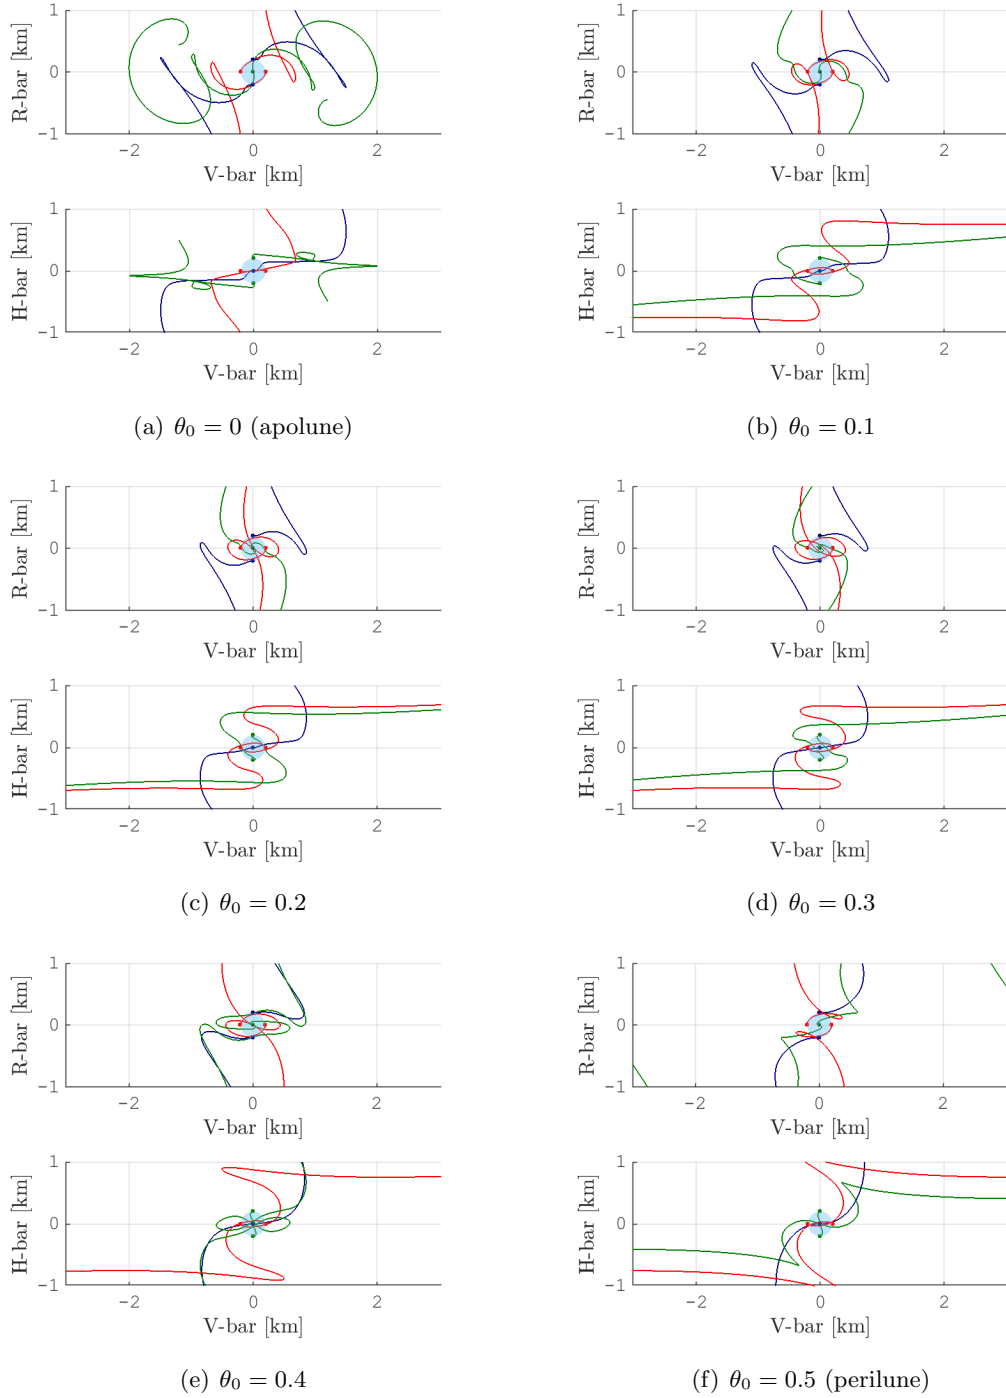 1
0
−1
R-bar [km]
−2
0
2
V-bar [km]
1
0
−1
H-bar [km]
−2
0
2
V-bar [km]
(a) θ₀ = 0 (apolune)
1
0
−1
R-bar [km]
−2
0
2
V-bar [km]
1
0
−1
H-bar [km]
−2
0
2
V-bar [km]
(b) θ₀ = 0.1
1
0
−1
R-bar [km]
−2
0
2
V-bar [km]
1
0
−1
H-bar [km]
−2
0
2
V-bar [km]
(c) θ₀ = 0.2
1
0
−1
R-bar [km]
−2
0
2
V-bar [km]
1
0
−1
H-bar [km]
−2
0
2
V-bar [km]
(d) θ₀ = 0.3
1
0
−1
R-bar [km]
−2
0
2
V-bar [km]
1
0
−1
H-bar [km]
−2
0
2
V-bar [km]
(e) θ₀ = 0.4
1
0
−1
R-bar [km]
−2
0
2
V-bar [km]
1
0
−1
H-bar [km]
−2
0
2
V-bar [km]
(f) θ₀ = 0.5 (perilune)